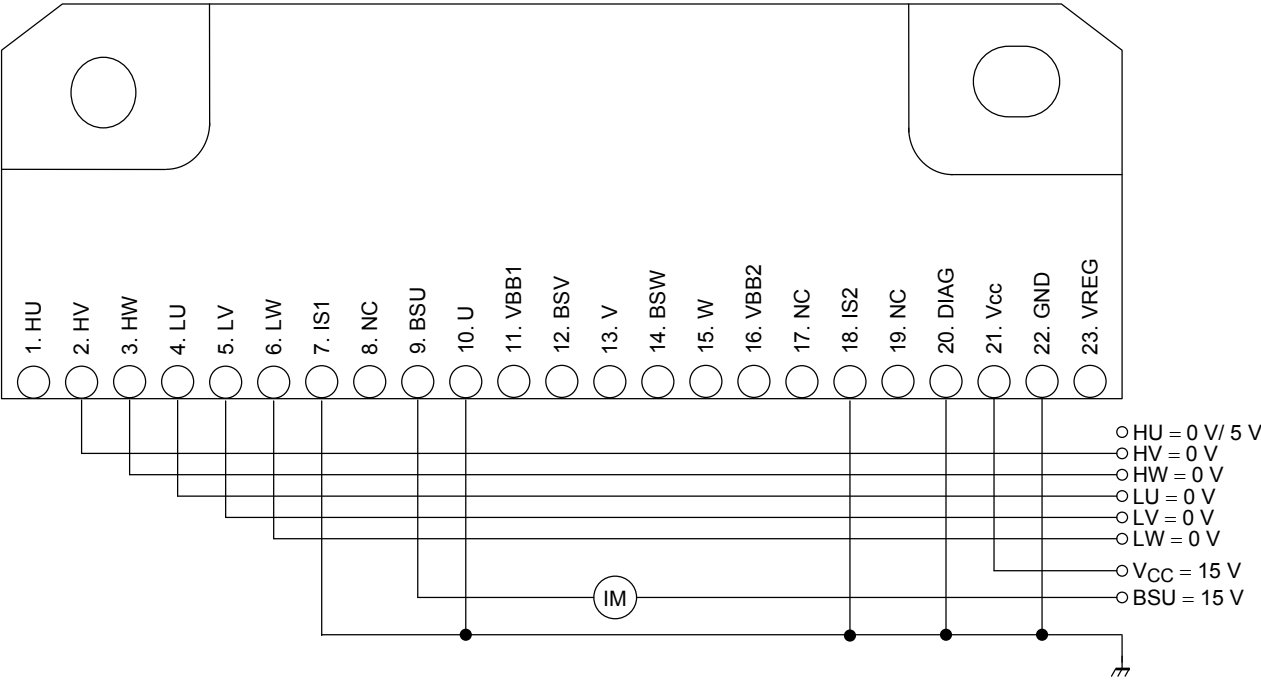 1. HU
2. HV
3. HW
4. LU
5. LV
6. LW
7. IS1
8. NC
9. BSU
10. U
11. VBB1
12. BSV
13. V
14. BSW
15. W
16. VBB2
17. NC
18. IS2
19. NC
20. DIAG
21. Vcc
22. GND
23. VREG
HU = 0 V/ 5 V
HV = 0 V
HW = 0 V
LU = 0 V
LV = 0 V
LW = 0 V
VCC = 15 V
IM
BSU = 15 V